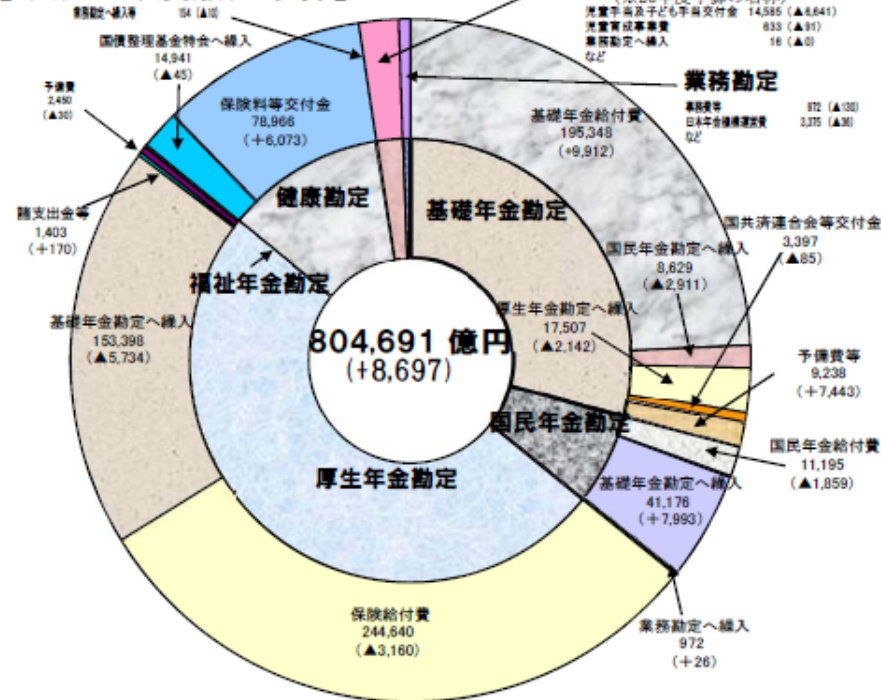 業務勘定へ繰入等 154 (▲10)
国債整理基金特会へ繰入
14,941
(▲45)
予備費
2,450
(▲30)
保険料等交付金
78,966
(+6,073)
児童手当及子ども手当交付金 14,585 (▲6,641)
児童育成事業費 633 (▲91)
業務勘定へ繰入 16 (▲0)
など
業務勘定
事務費等 972 (▲130)
日本年金機構運営費 3,375 (▲36)
など
基礎年金給付費
195,348
(+9,912)
健康勘定
基礎年金勘定
諸支出金等
1,403
(+170)
福祉年金勘定
国共済連合会等交付金
3,397
(▲85)
国民年金勘定へ繰入
8,629
(▲2,911)
基礎年金勘定へ繰入
153,398
(▲5,734)
厚生年金勘定へ繰入
17,507
(▲2,142)
804,691 億円
(+8,697)
予備費等
9,238
(+7,443)
国民年金勘定
国民年金給付費
11,195
(▲1,859)
厚生年金勘定
基礎年金勘定へ繰入
41,176
(+7,993)
保険給付費
244,640
(▲3,160)
業務勘定へ繰入
972
(+26)